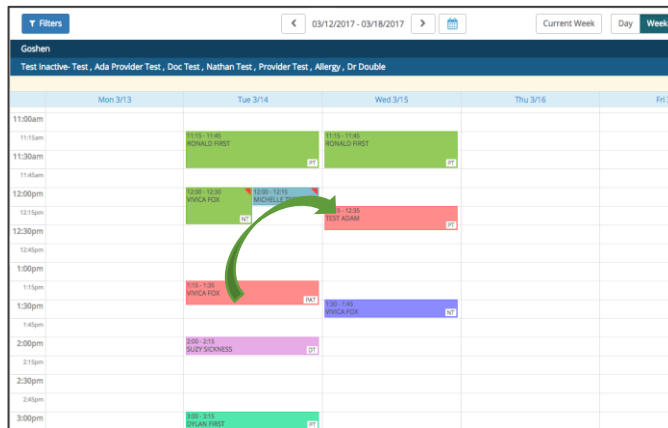 Filters
03/12/2017 - 03/18/2017
Current Week
Day
Week
Goshen
Test Inactive- Test , Ada Provider Test , Doc Test , Nathan Test , Provider Test , Allergy , Dr Double
Mon 3/13
Tue 3/14
Wed 3/15
Thu 3/16
Fri
11:00am
11:15am
11:15 - 11:45
RONALD FIRST
PT
11:15 - 11:45
RONALD FIRST
PT
11:30am
11:45am
12:00pm
12:00 - 12:30
VIVICA FOX
NT
12:00 - 12:15
MICHELLE
12:15pm
- 12:35
TEST ADAM
PT
12:30pm
12:45pm
1:00pm
1:15pm
1:15 - 1:35
VIVICA FOX
PAT
1:30pm
1:30 - 1:45
VIVICA FOX
NT
1:45pm
2:00pm
2:00 - 2:15
SUZY SICKNESS
DT
2:15pm
2:30pm
2:45pm
3:00pm
3:00 - 3:15
DYLAN FIRST
PT